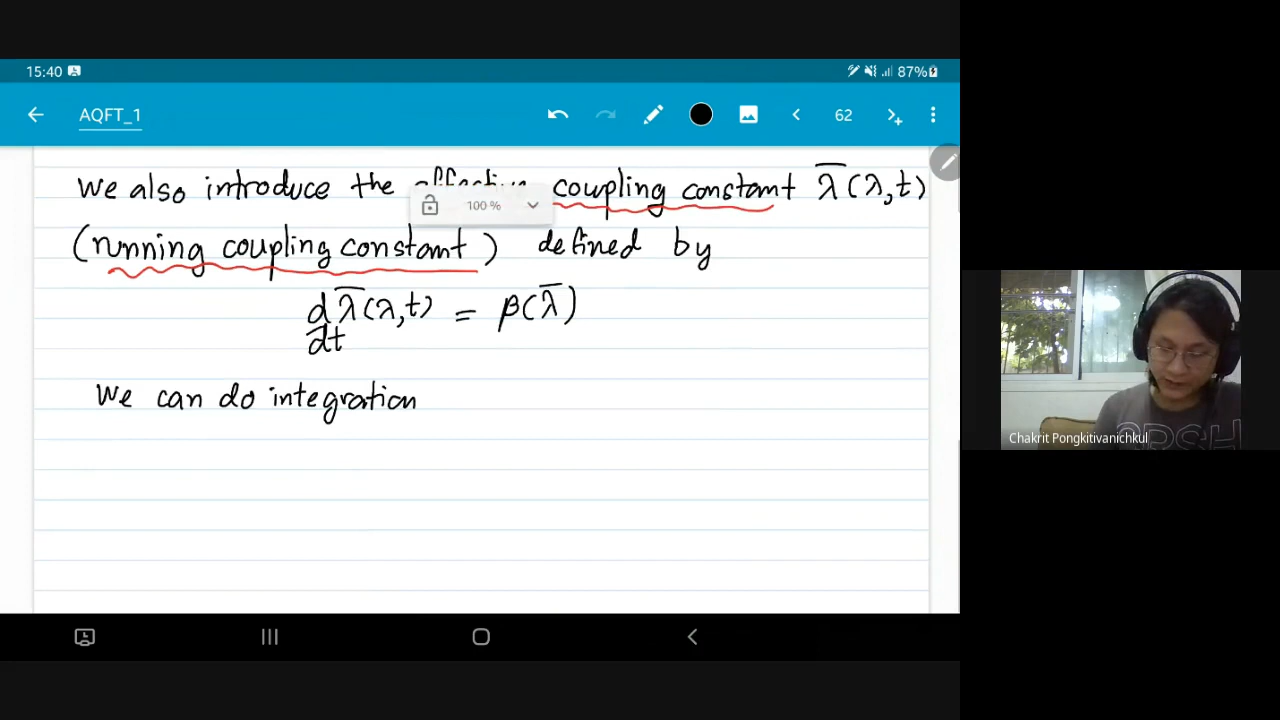 15:40 87%
AQFT_1 62
We also introduce the effective coupling constant λ̅(λ,t)
100 %
(running coupling constant) defined by
d λ̅(λ,t) = β(λ̅)
dt
We can do integration
Chakrit Pongkitivanichkul